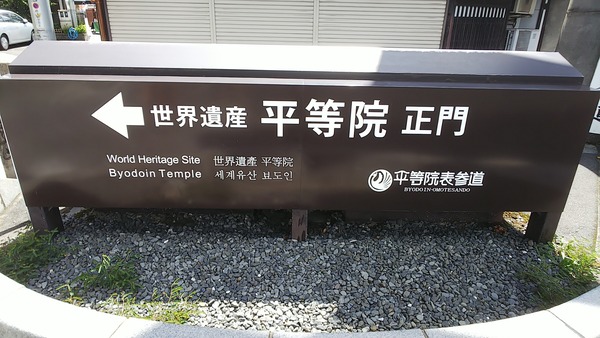 世界遺産 平等院 正門
World Heritage Site 世界遺産 平等院
Byodoin Temple 세계유산 뵤도인
平等院表参道
BYODOIN-OMOTESANDO